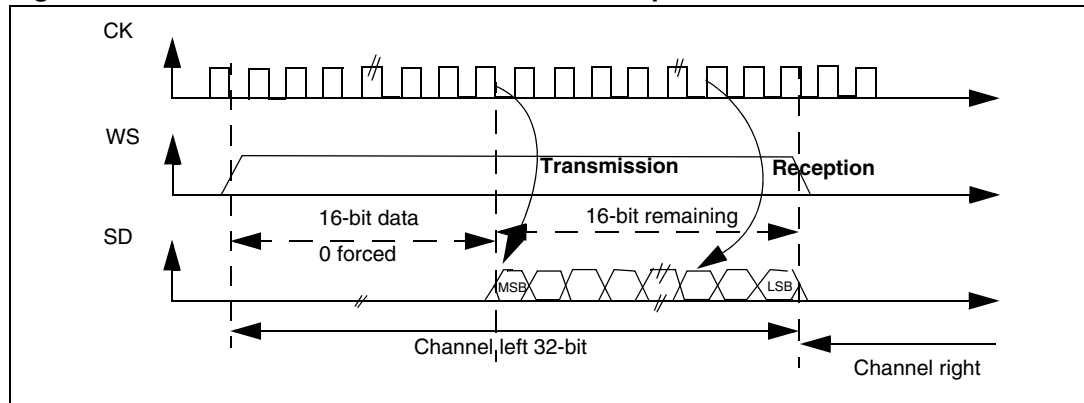 CK
WS
Transmission
Reception
16-bit data
16-bit remaining
SD
0 forced
MSB
LSB
Channel left 32-bit
Channel right